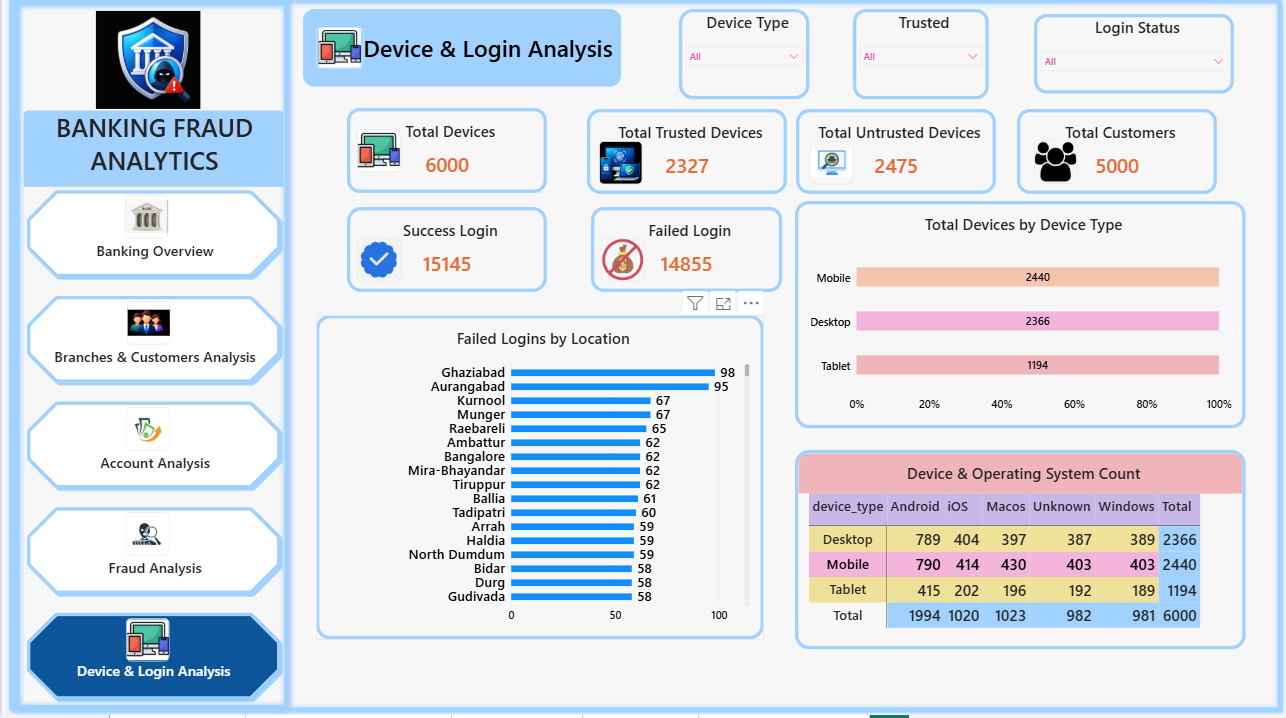 BANKING FRAUD
ANALYTICS
Banking Overview
Branches & Customers Analysis
Account Analysis
Fraud Analysis
Device & Login Analysis
Device & Login Analysis
Device Type
All
Trusted
All
Login Status
All
Total Devices
6000
Total Trusted Devices
2327
Total Untrusted Devices
2475
Total Customers
5000
Success Login
15145
Failed Login
14855
Failed Logins by Location
Ghaziabad 98
Aurangabad 95
Kurnool 67
Munger 67
Raebareli 65
Ambattur 62
Bangalore 62
Mira-Bhayandar 62
Tiruppur 62
Ballia 61
Tadipatri 60
Arrah 59
Haldia 59
North Dumdum 59
Bidar 58
Durg 58
Gudivada 58
0 50 100
Total Devices by Device Type
Mobile 2440
Desktop 2366
Tablet 1194
0% 20% 40% 60% 80% 100%
Device & Operating System Count
device_type Android iOS Macos Unknown Windows Total
Desktop 789 404 397 387 389 2366
Mobile 790 414 430 403 403 2440
Tablet 415 202 196 192 189 1194
Total 1994 1020 1023 982 981 6000